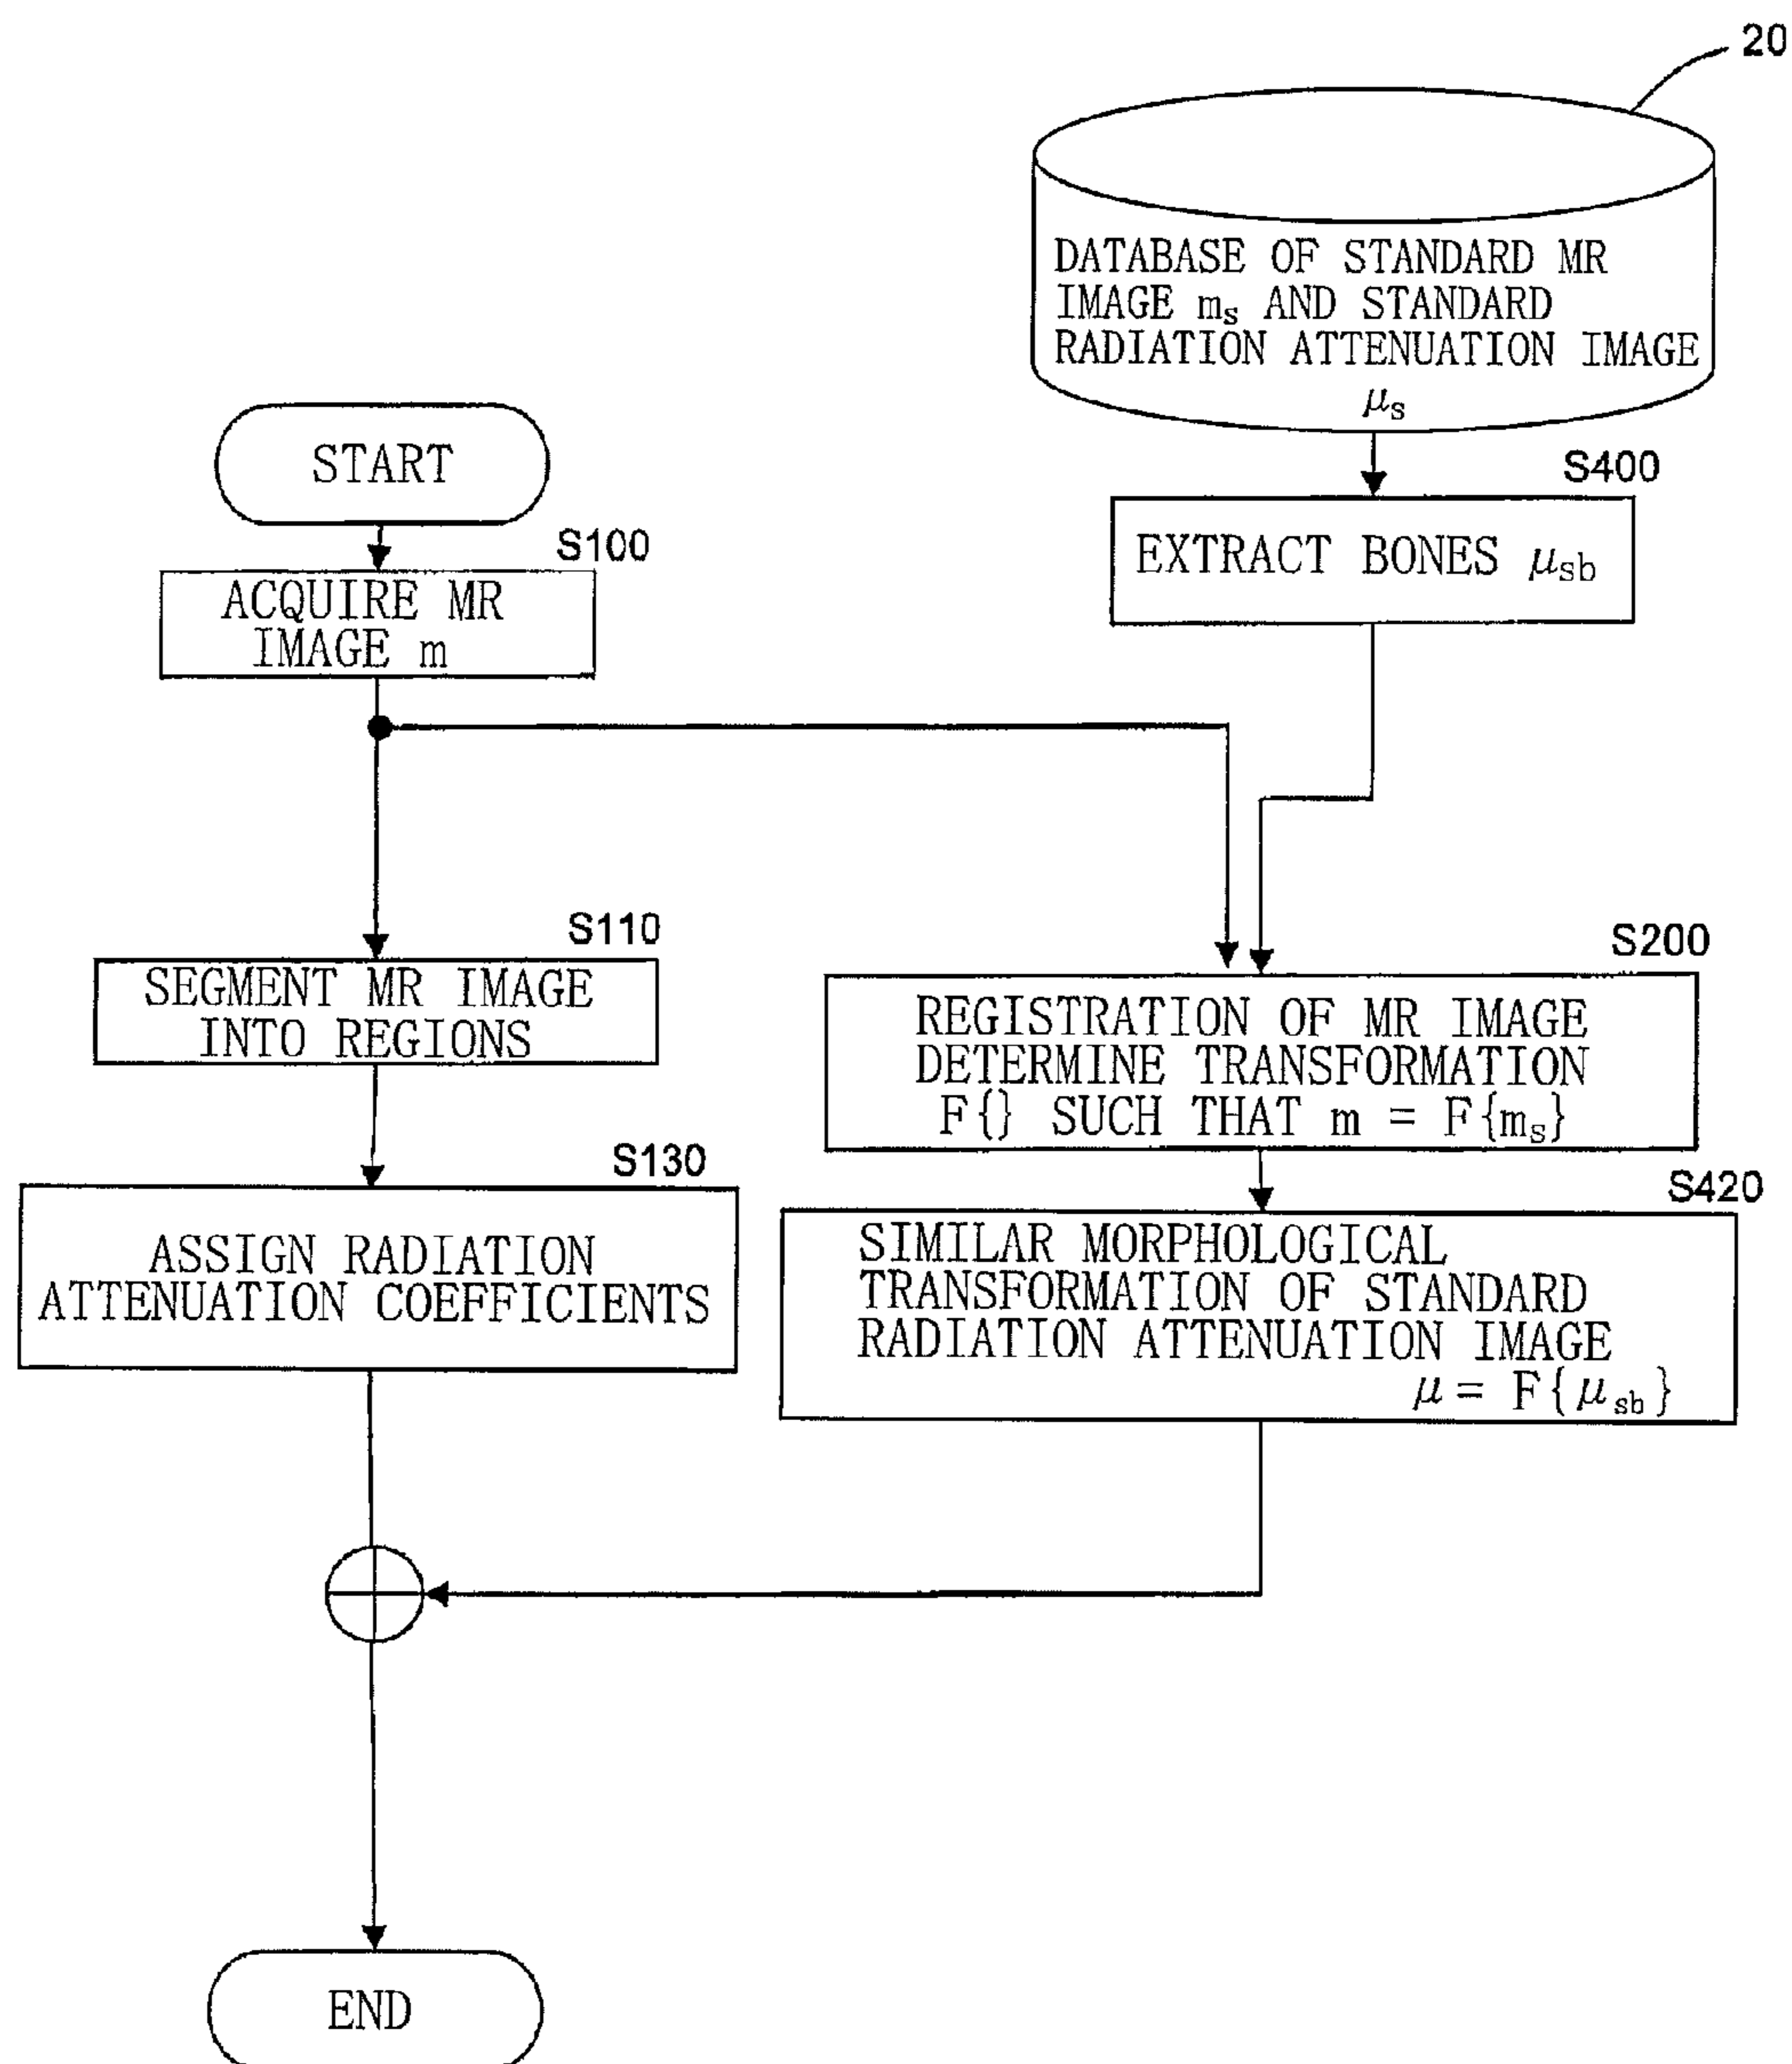 20
DATABASE OF STANDARD MR
IMAGE ms AND STANDARD
RADIATION ATTENUATION IMAGE
μs
START
S400
EXTRACT BONES μsb
S100
ACQUIRE MR
IMAGE m
S110
SEGMENT MR IMAGE
INTO REGIONS
S200
REGISTRATION OF MR IMAGE
DETERMINE TRANSFORMATION
F{} SUCH THAT m = F{ms}
S130
ASSIGN RADIATION
ATTENUATION COEFFICIENTS
S420
SIMILAR MORPHOLOGICAL
TRANSFORMATION OF STANDARD
RADIATION ATTENUATION IMAGE
μ = F{μsb}
END